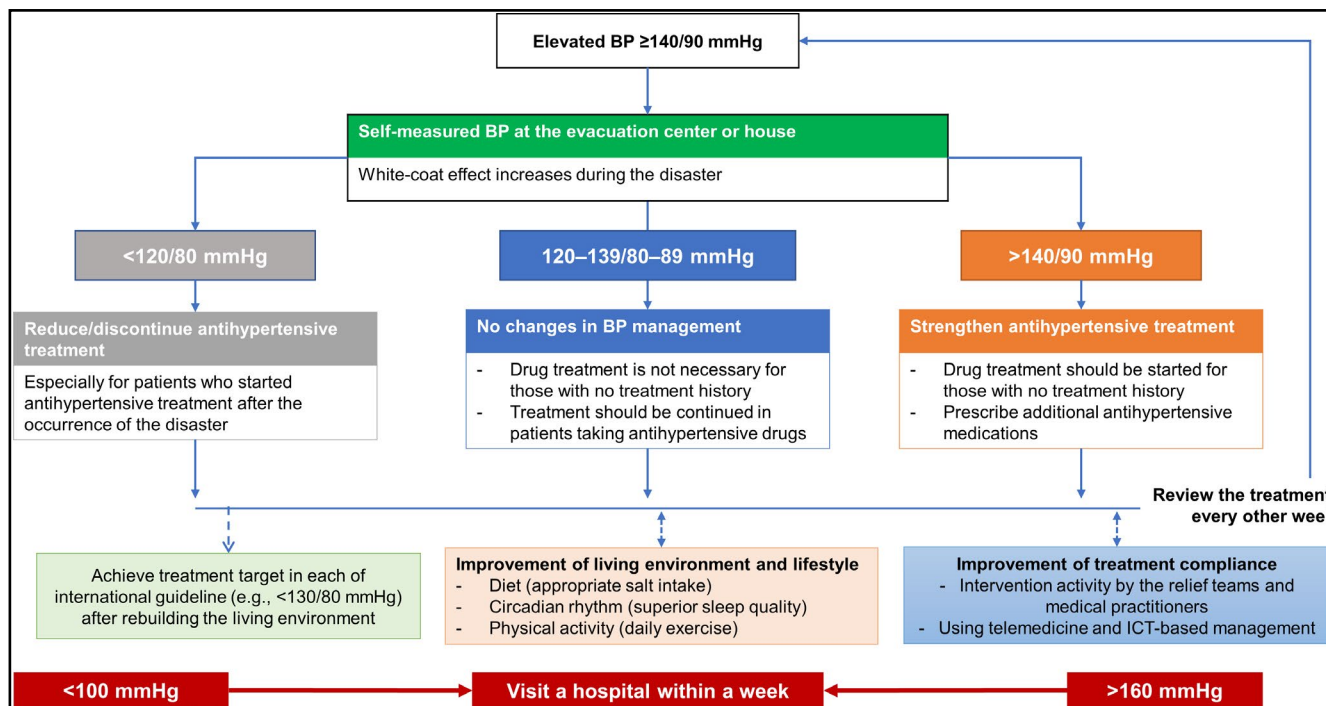 Elevated BP ≥140/90 mmHg
Self-measured BP at the evacuation center or house
White-coat effect increases during the disaster
<120/80 mmHg
120–139/80–89 mmHg
>140/90 mmHg
Reduce/discontinue antihypertensive
treatment
Especially for patients who started
antihypertensive treatment after the
occurrence of the disaster
No changes in BP management
- Drug treatment is not necessary for
those with no treatment history
- Treatment should be continued in
patients taking antihypertensive drugs
Strengthen antihypertensive treatment
- Drug treatment should be started for
those with no treatment history
- Prescribe additional antihypertensive
medications
Review the treatment
every other wee
Achieve treatment target in each of
international guideline (e.g., <130/80 mmHg)
after rebuilding the living environment
Improvement of living environment and lifestyle
- Diet (appropriate salt intake)
- Circadian rhythm (superior sleep quality)
- Physical activity (daily exercise)
Improvement of treatment compliance
- Intervention activity by the relief teams and
medical practitioners
- Using telemedicine and ICT-based management
<100 mmHg
Visit a hospital within a week
>160 mmHg